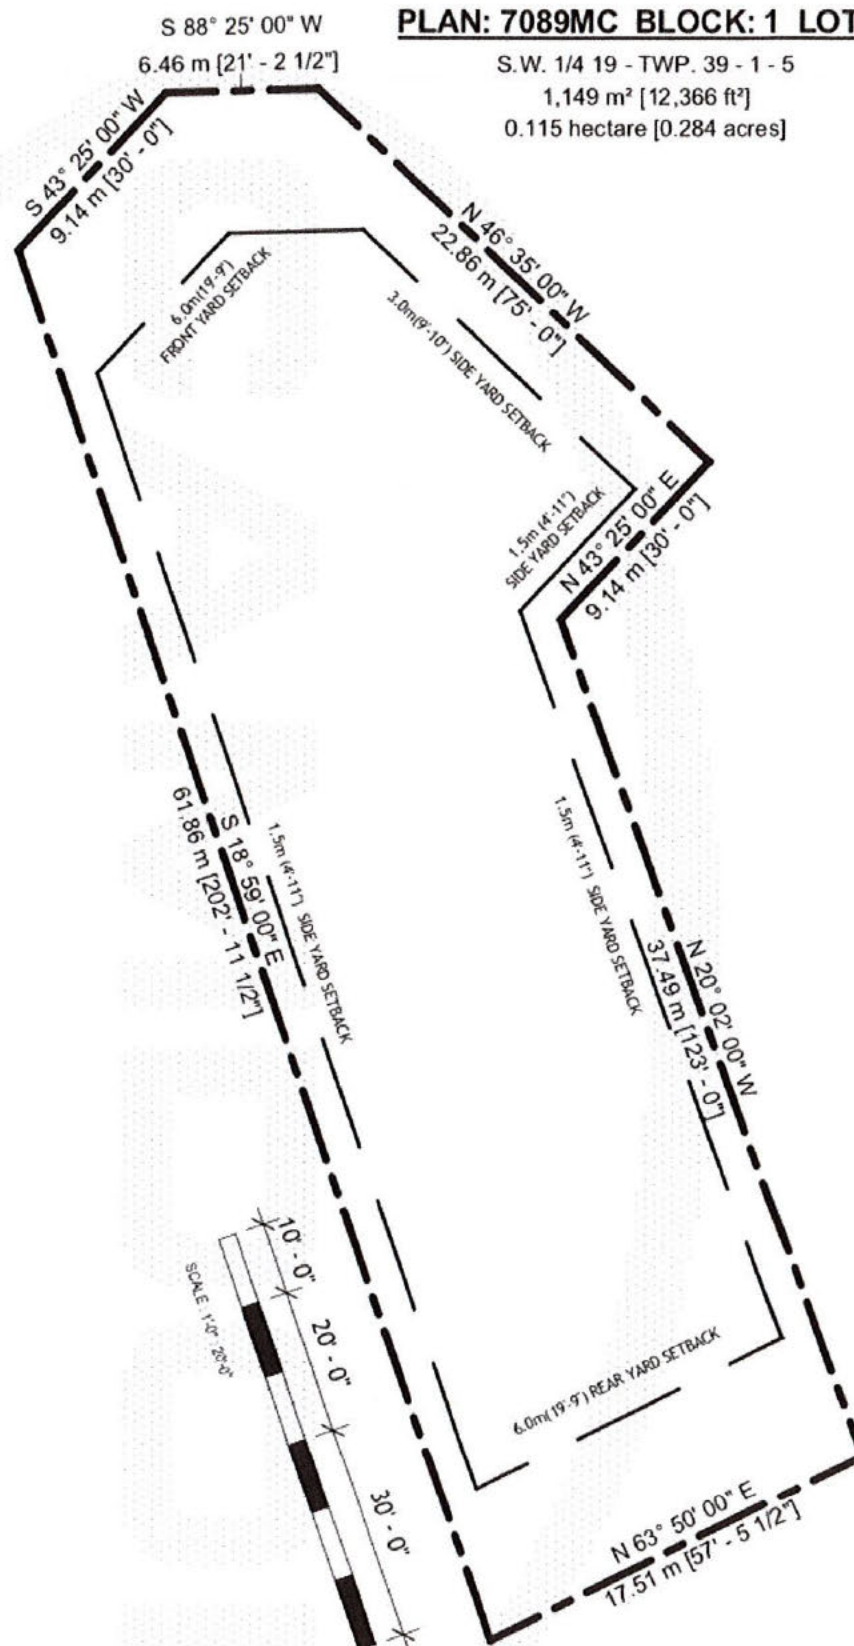 S 88° 25' 00" W
6.46 m [21' - 2 1/2"]
PLAN: 7089MC BLOCK: 1 LOT
S.W. 1/4 19 - TWP. 39 - 1 - 5
1,149 m² [12,366 ft²]
0.115 hectare [0.284 acres]
S 43° 25' 00" W
9.14 m [30' - 0"]
N 46° 35' 00" W
22.86 m [75' - 0"]
6.0m(19'-9")
FRONT YARD SETBACK
3.0m(9'-10") SIDE YARD SETBACK
1.5m (4'-11")
SIDE YARD SETBACK
N 43° 25' 00" E
9.14 m [30' - 0"]
S 18° 59' 00" E
61.86 m [202' - 11 1/2"]
1.5m (4'-11") SIDE YARD SETBACK
1.5m (4'-11") SIDE YARD SETBACK
N 20° 02' 00" W
37.49 m [123' - 0"]
10' - 0"
20' - 0"
30' - 0"
SCALE : 1'-0" : 20'-0"
6.0m(19'-9") REAR YARD SETBACK
N 63° 50' 00" E
17.51 m [57' - 5 1/2"]